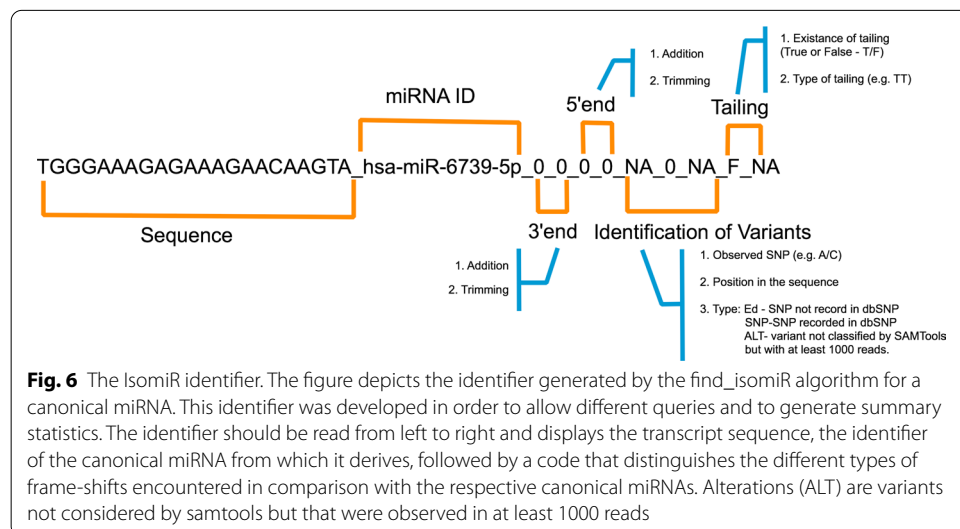 1. Existance of tailing
(True or False - T/F)
2. Type of tailing (e.g. TT)
1. Addition
2. Trimming
miRNA ID
5'end
Tailing
TGGGAAAGAGAAAGAACAAGTA_hsa-miR-6739-5p_0_0_0_0_NA_0_NA_F_NA
Sequence
3'end
Identification of Variants
1. Addition
2. Trimming
1. Observed SNP (e.g. A/C)
2. Position in the sequence
3. Type: Ed - SNP not record in dbSNP
SNP-SNP recorded in dbSNP
ALT- variant not classified by SAMTools
but with at least 1000 reads.
Fig. 6 The IsomiR identifier. The figure depicts the identifier generated by the find_isomiR algorithm for a
canonical miRNA. This identifier was developed in order to allow different queries and to generate summary
statistics. The identifier should be read from left to right and displays the transcript sequence, the identifier
of the canonical miRNA from which it derives, followed by a code that distinguishes the different types of
frame-shifts encountered in comparison with the respective canonical miRNAs. Alterations (ALT) are variants
not considered by samtools but that were observed in at least 1000 reads